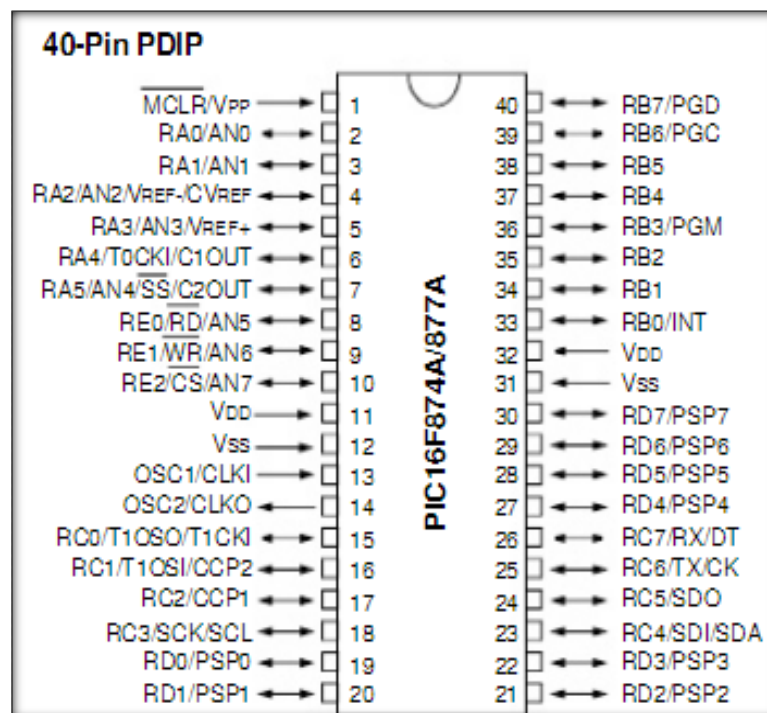 40-Pin PDIP
MCLR/VPP 1 40 RB7/PGD
RA0/AN0 2 39 RB6/PGC
RA1/AN1 3 38 RB5
RA2/AN2/VREF-/CVREF 4 37 RB4
RA3/AN3/VREF+ 5 36 RB3/PGM
RA4/T0CKI/C1OUT 6 35 RB2
RA5/AN4/SS/C2OUT 7 34 RB1
RE0/RD/AN5 8 33 RB0/INT
RE1/WR/AN6 9 32 VDD
RE2/CS/AN7 10 31 VSS
VDD 11 30 RD7/PSP7
VSS 12 29 RD6/PSP6
OSC1/CLKI 13 28 RD5/PSP5
OSC2/CLKO 14 27 RD4/PSP4
RC0/T1OSO/T1CKI 15 26 RC7/RX/DT
RC1/T1OSI/CCP2 16 25 RC6/TX/CK
RC2/CCP1 17 24 RC5/SDO
RC3/SCK/SCL 18 23 RC4/SDI/SDA
RD0/PSP0 19 22 RD3/PSP3
RD1/PSP1 20 21 RD2/PSP2
PIC16F874A/877A